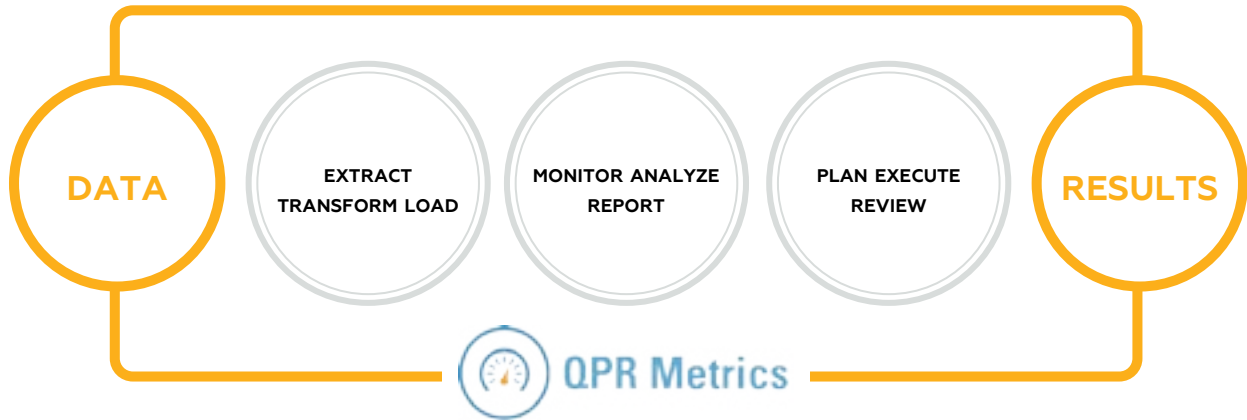 DATA
EXTRACT
TRANSFORM LOAD
MONITOR ANALYZE
REPORT
PLAN EXECUTE
REVIEW
RESULTS
QPR Metrics